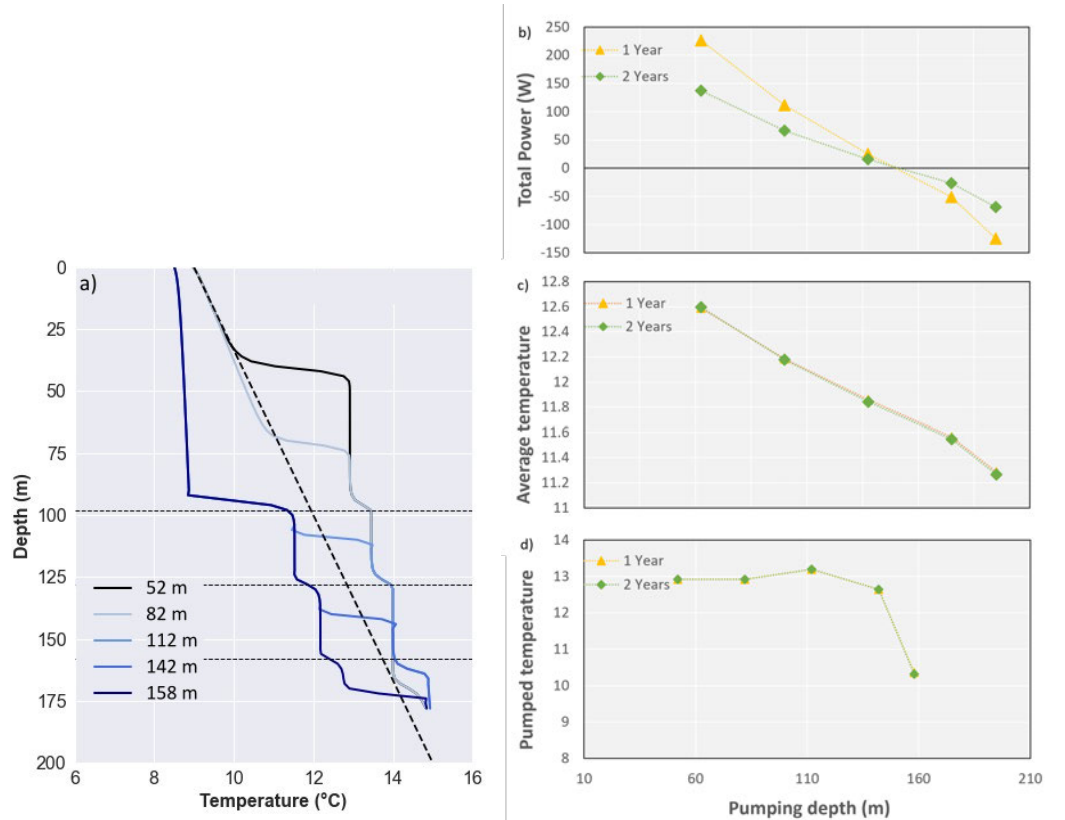 b)
1 Year
2 Years
Total Power (W)
250
200
150
100
50
0
-50
-100
-150
a)
Depth (m)
0
25
50
75
100
125
150
175
200
52 m
82 m
112 m
142 m
158 m
6
8
10
12
14
16
Temperature (°C)
c)
1 Year
2 Years
Average temperature
12.8
12.6
12.4
12.2
12
11.8
11.6
11.4
11.2
11
d)
1 Year
2 Years
Pumped temperature
14
13
12
11
10
9
8
10
60
110
160
210
Pumping depth (m)